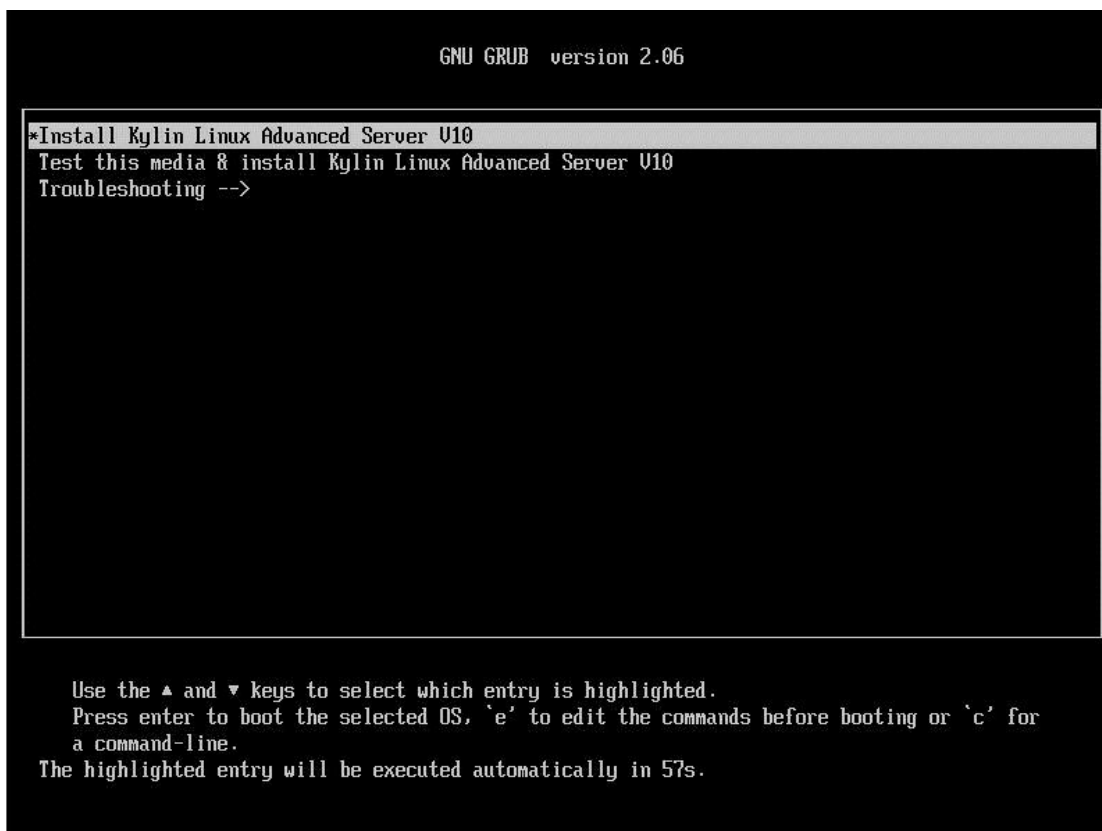 GNU GRUB version 2.06
*Install Kylin Linux Advanced Server V10
Test this media & install Kylin Linux Advanced Server V10
Troubleshooting -->
Use the ▲ and ▼ keys to select which entry is highlighted.
Press enter to boot the selected OS, `e' to edit the commands before booting or `c' for
a command-line.
The highlighted entry will be executed automatically in 57s.